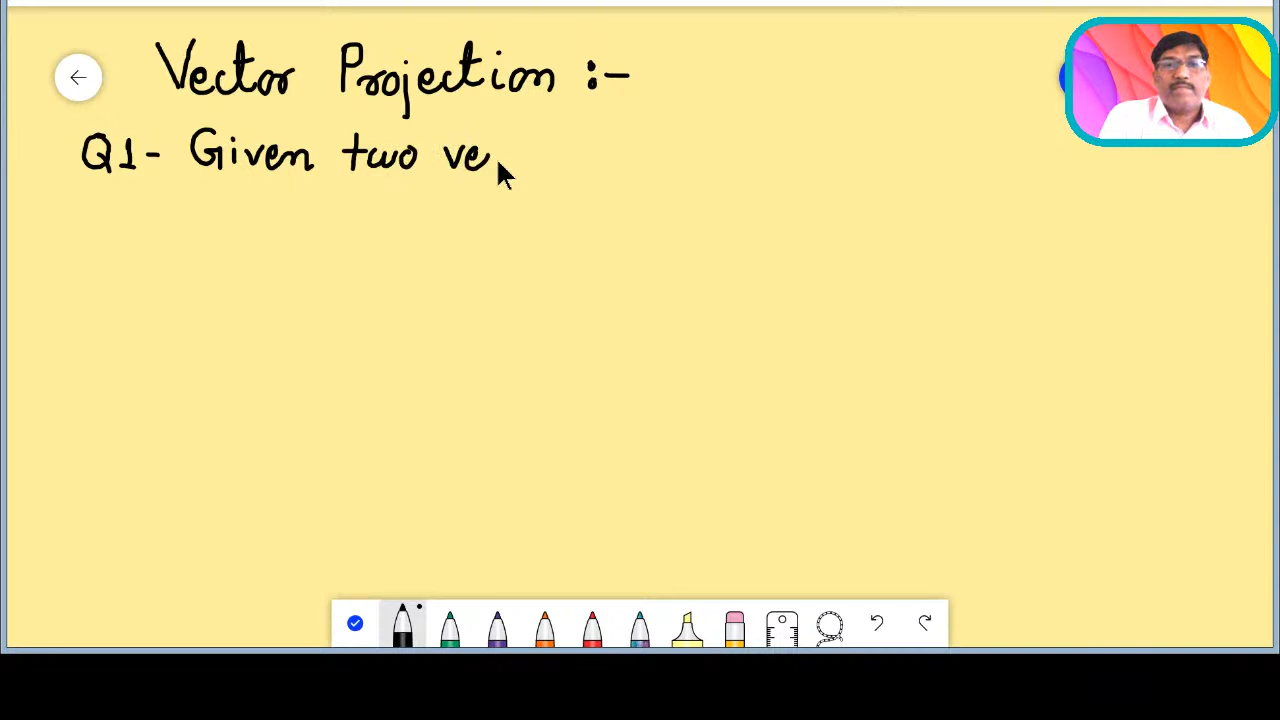 Vector Projection :-
Q1- Given two ve